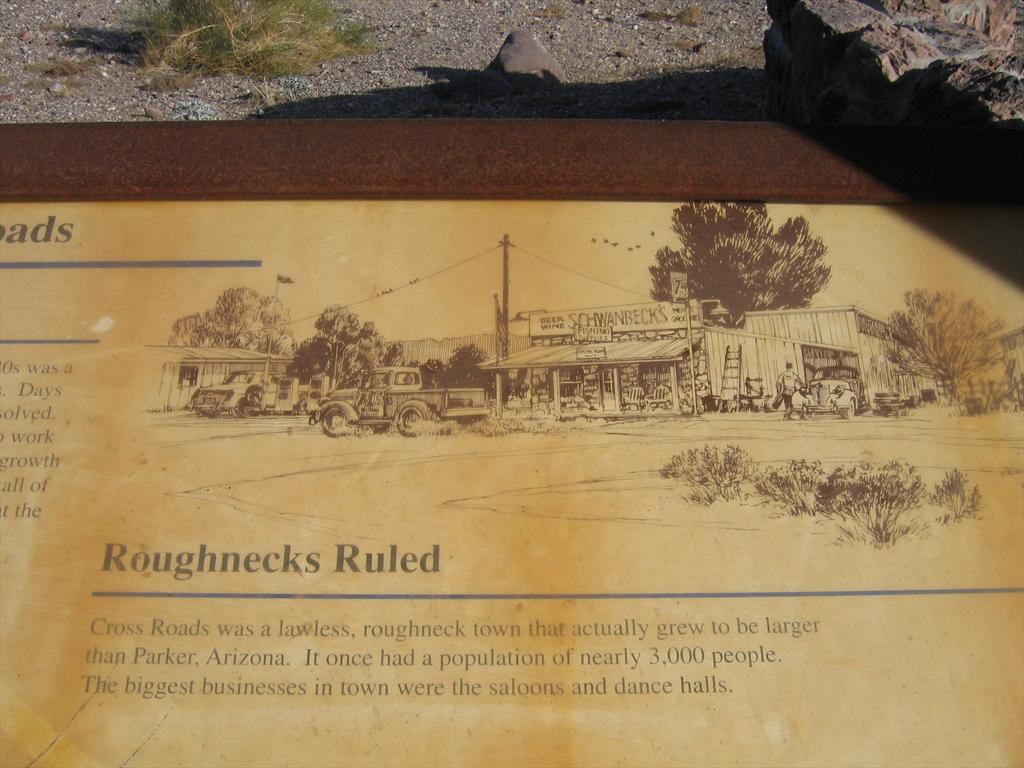 oads
0s was a
. Days
solved.
work
growth
all of
at the
BEER
WINE
SCHWANBECK'S
FISHING
Roughnecks Ruled
Cross Roads was a lawless, roughneck town that actually grew to be larger
than Parker, Arizona. It once had a population of nearly 3,000 people.
The biggest businesses in town were the saloons and dance halls.